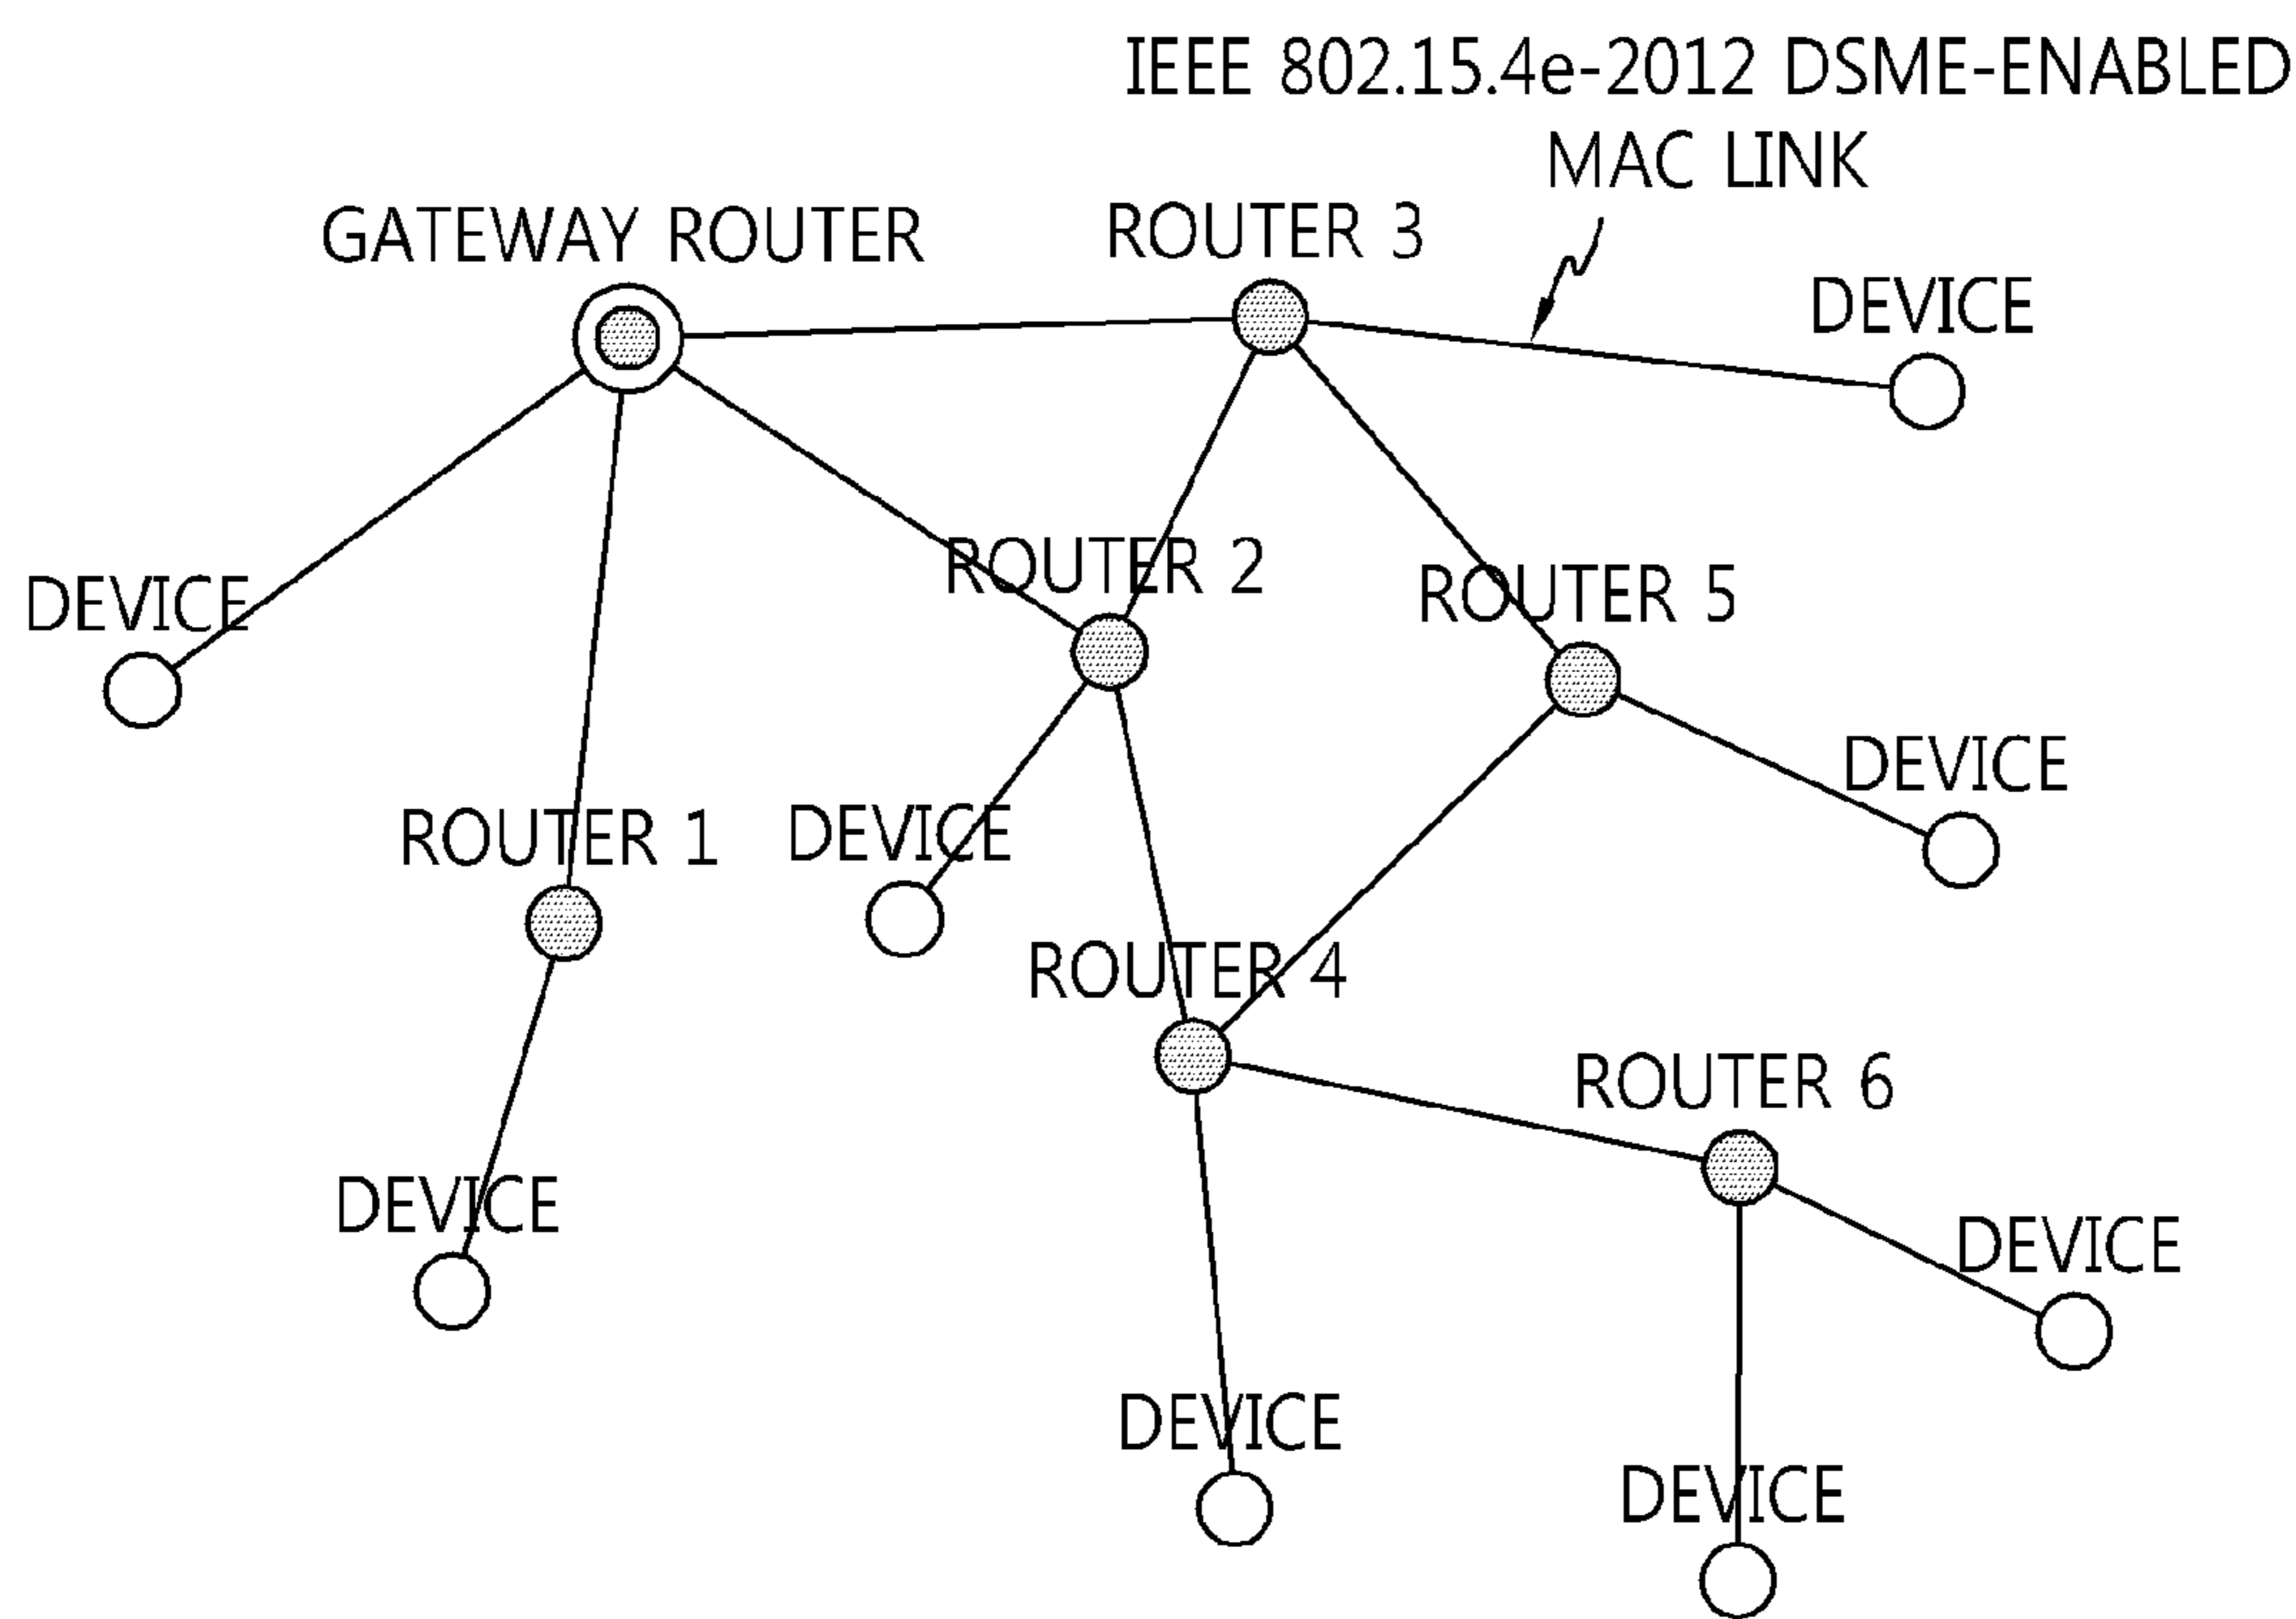 IEEE 802.15.4e-2012 DSME-ENABLED
MAC LINK
GATEWAY ROUTER
ROUTER 3
DEVICE
ROUTER 2
ROUTER 5
DEVICE
DEVICE
ROUTER 1
DEVICE
ROUTER 4
ROUTER 6
DEVICE
DEVICE
DEVICE
DEVICE